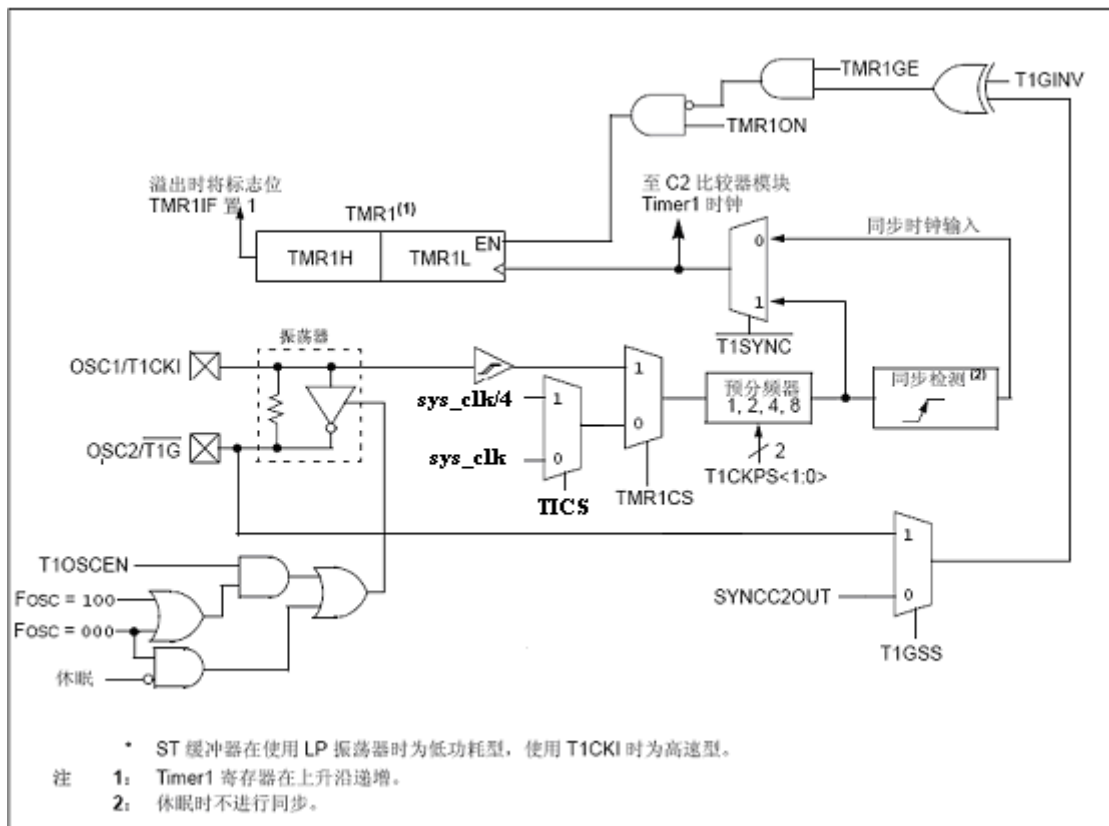 TMR1GE
T1GINV
TMR1ON
溢出时将标志位
TMR1IF 置 1
TMR1(1)
至 C2 比较器模块
Timer1 时钟
同步时钟输入
EN
TMR1H
TMR1L
0
1
T1SYNC
振荡器
OSC1/T1CKI
OSC2/T1G
sys_clk/4
1
sys_clk
0
TICS
1
0
TMR1CS
预分频器
1, 2, 4, 8
2
T1CKPS<1:0>
同步检测(2)
T1OSCEN
FOSC = 100
FOSC = 000
休眠
1
SYNCC2OUT
0
T1GSS
* ST 缓冲器在使用 LP 振荡器时为低功耗型，使用 T1CKI 时为高速型。
注 1： Timer1 寄存器在上升沿递增。
2： 休眠时不进行同步。